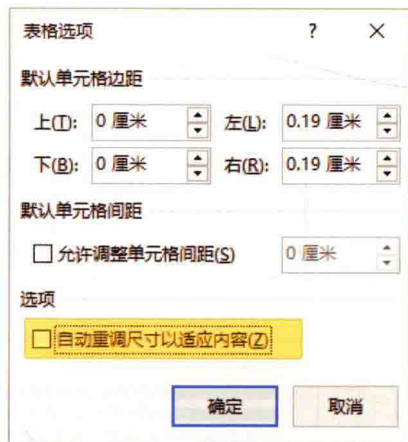 表格选项 ? ×
默认单元格边距
上(T): 0 厘米 左(L): 0.19 厘米
下(B): 0 厘米 右(R): 0.19 厘米
默认单元格间距
允许调整单元格间距(S) 0 厘米
选项
自动重调尺寸以适应内容(Z)
确定 取消